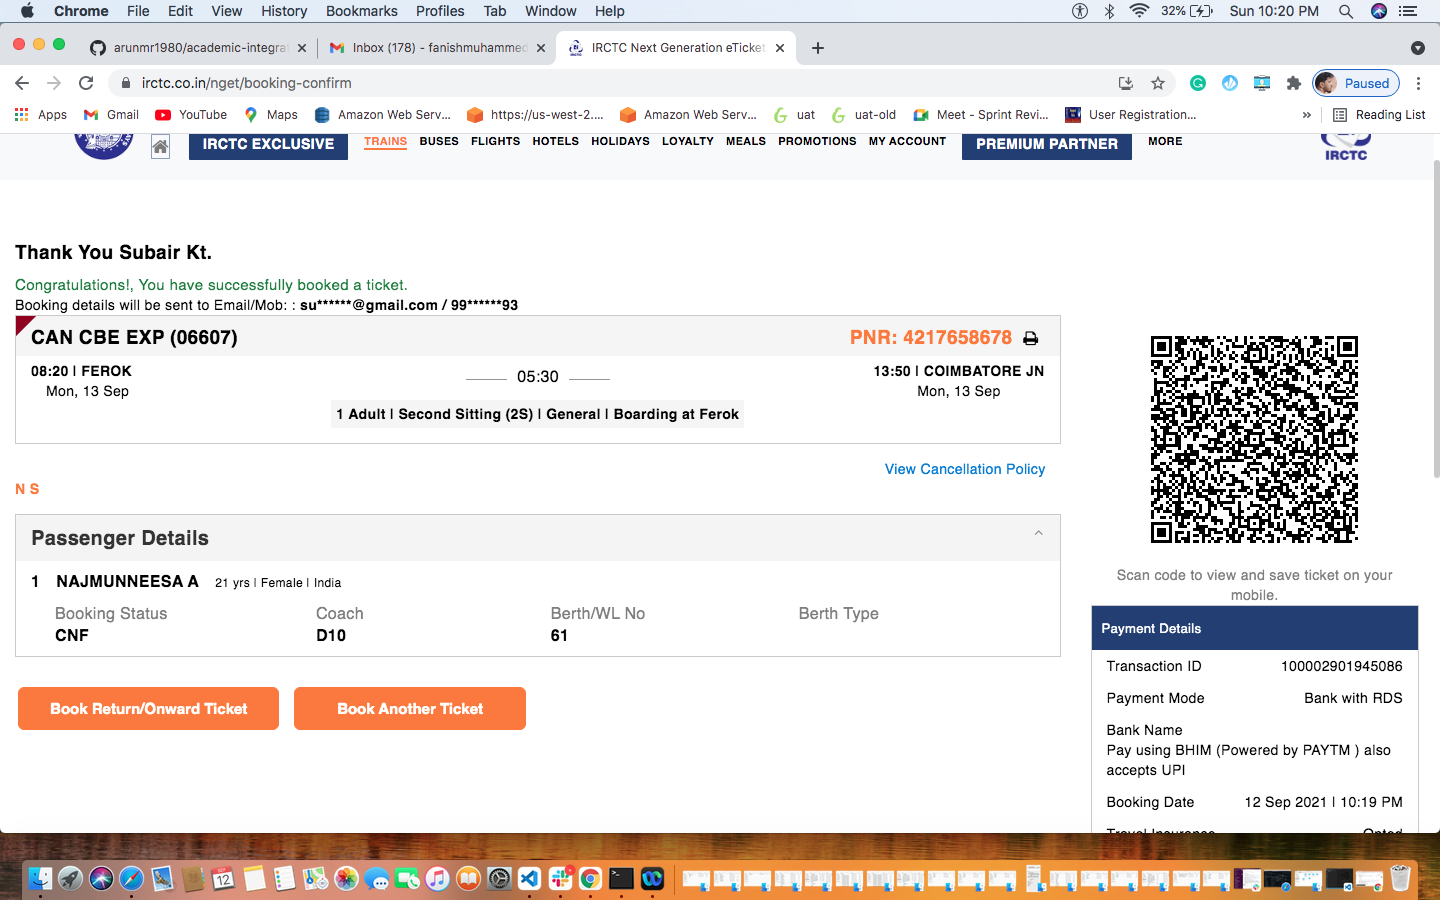 Chrome File Edit View History Bookmarks Profiles Tab Window Help 32% Sun 10:20 PM
arunmr1980/academic-integra Inbox (178) - fanishmuhammed IRCTC Next Generation eTicket
irctc.co.in/nget/booking-confirm Paused
Apps Gmail YouTube Maps Amazon Web Serv... https://us-west-2.... Amazon Web Serv... uat uat-old Meet - Sprint Revi... User Registration... » Reading List
IRCTC EXCLUSIVE TRAINS BUSES FLIGHTS HOTELS HOLIDAYS LOYALTY MEALS PROMOTIONS MY ACCOUNT PREMIUM PARTNER MORE
IRCTC
Thank You Subair Kt.
Congratulations!, You have successfully booked a ticket.
Booking details will be sent to Email/Mob: : su******@gmail.com / 99******93
CAN CBE EXP (06607) PNR: 4217658678
08:20 | FEROK 05:30 13:50 | COIMBATORE JN
Mon, 13 Sep Mon, 13 Sep
1 Adult | Second Sitting (2S) | General | Boarding at Ferok
View Cancellation Policy
N S
Passenger Details
1 NAJMUNNEESA A 21 yrs | Female | India
Booking Status Coach Berth/WL No Berth Type
CNF D10 61
Book Return/Onward Ticket Book Another Ticket
Scan code to view and save ticket on your
mobile.
Payment Details
Transaction ID 100002901945086
Payment Mode Bank with RDS
Bank Name
Pay using BHIM (Powered by PAYTM ) also
accepts UPI
Booking Date 12 Sep 2021 | 10:19 PM
Travel Insurance Opted
SEP
12